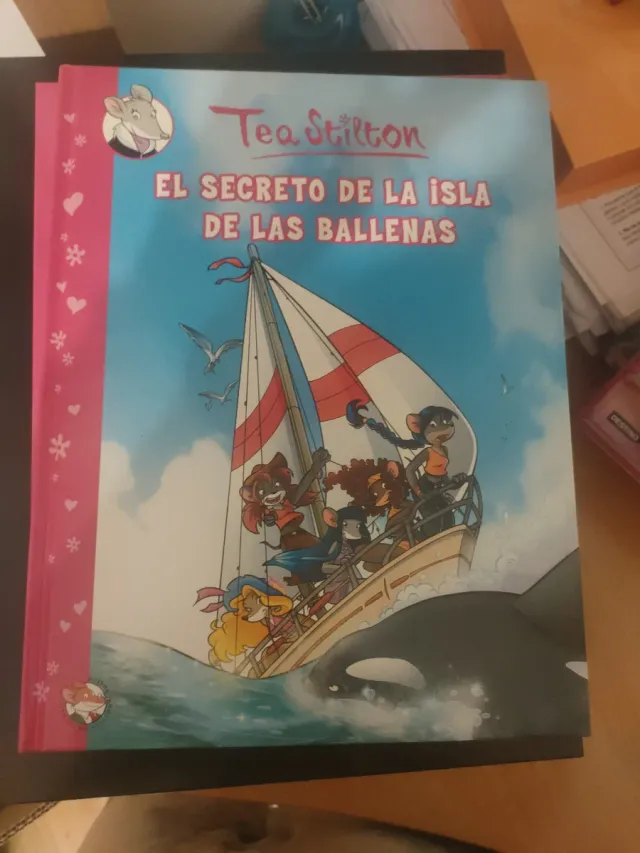 Tea Stilton
EL SECRETO DE LA iSLA
DE LAS BALLENAS